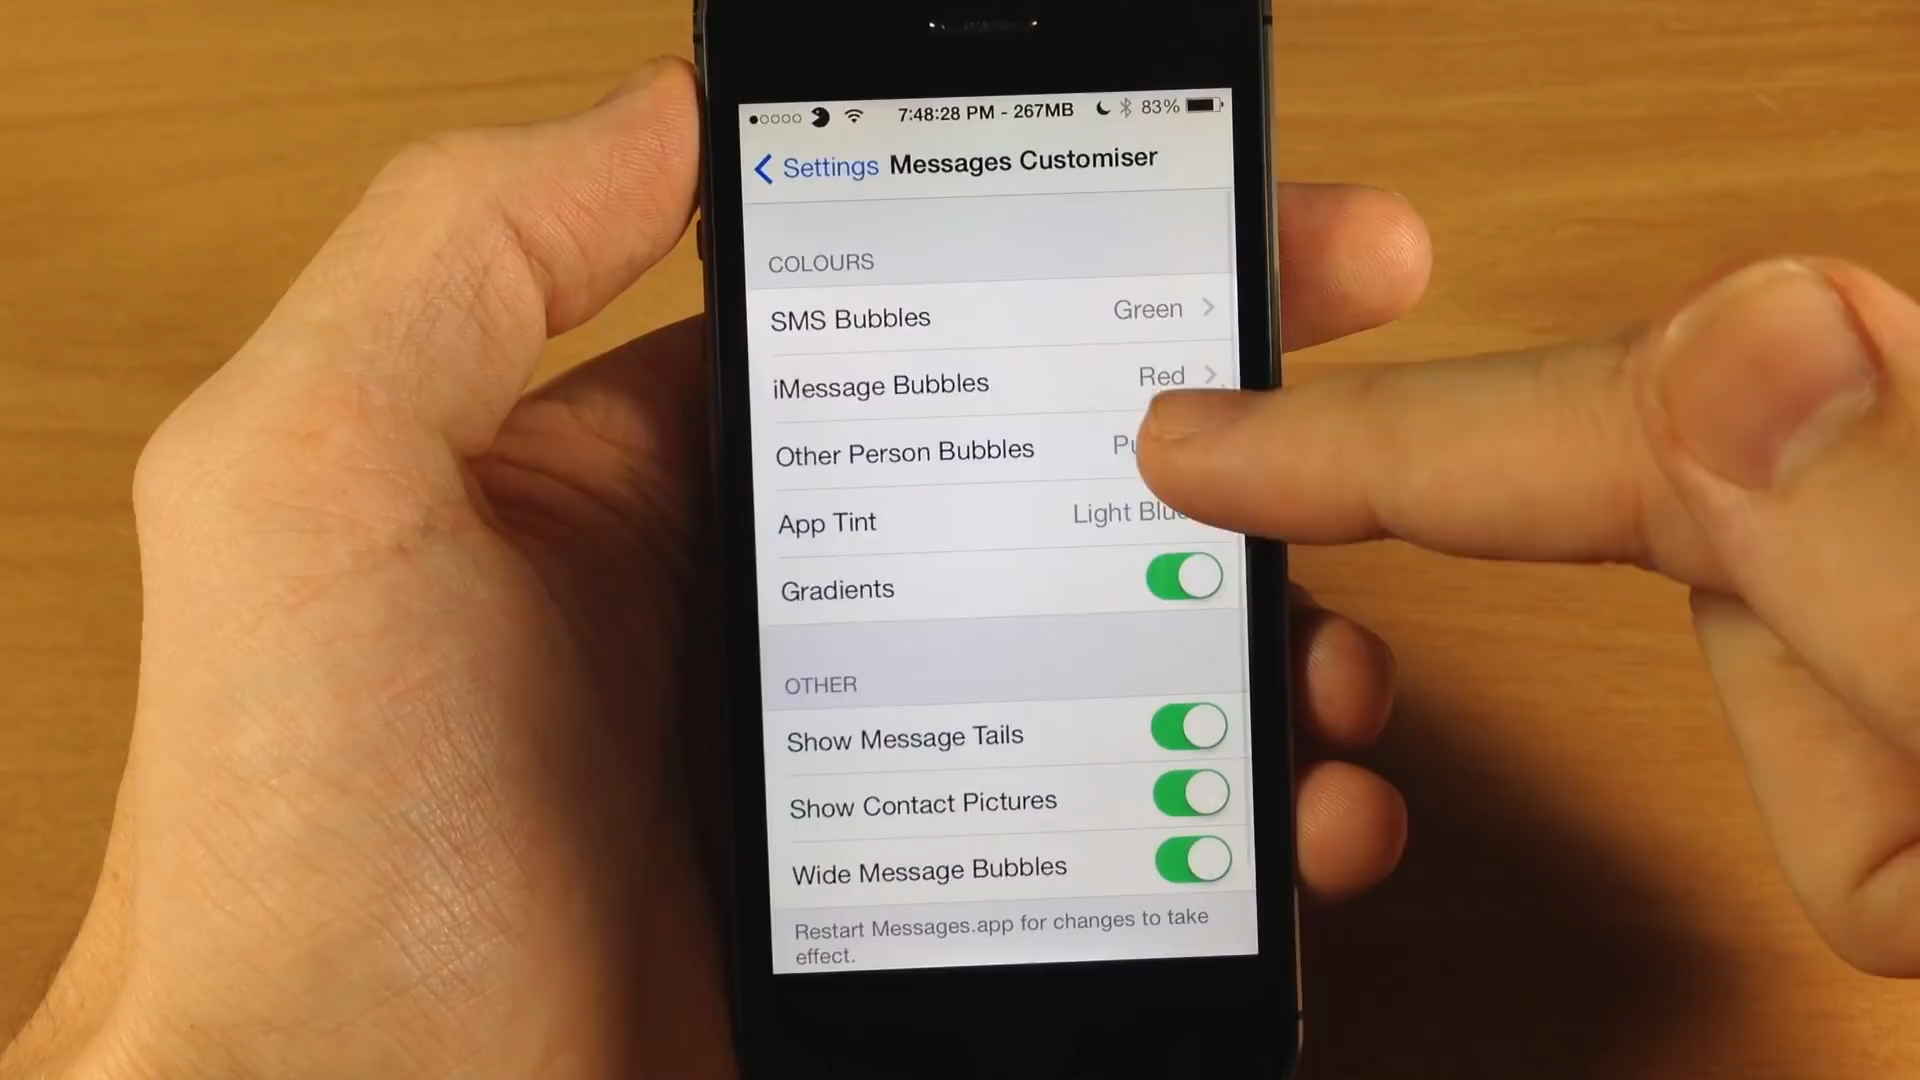 7:48:28 PM - 267MB 83%
Settings Messages Customiser
COLOURS
SMS Bubbles Green
iMessage Bubbles Red
Other Person Bubbles
App Tint Light Blue
Gradients
OTHER
Show Message Tails
Show Contact Pictures
Wide Message Bubbles
Restart Messages.app for changes to take
effect.